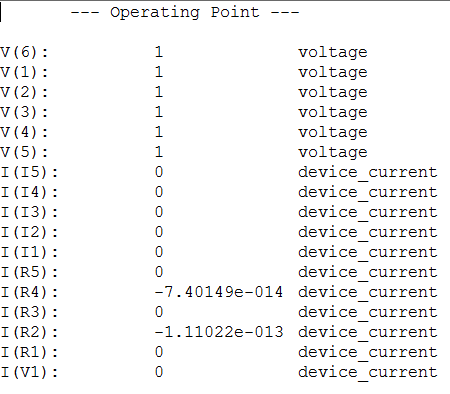 --- Operating Point ---
V(6): 1 voltage
V(1): 1 voltage
V(2): 1 voltage
V(3): 1 voltage
V(4): 1 voltage
V(5): 1 voltage
I(I5): 0 device_current
I(I4): 0 device_current
I(I3): 0 device_current
I(I2): 0 device_current
I(I1): 0 device_current
I(R5): 0 device_current
I(R4): -7.40149e-014 device_current
I(R3): 0 device_current
I(R2): -1.11022e-013 device_current
I(R1): 0 device_current
I(V1): 0 device_current